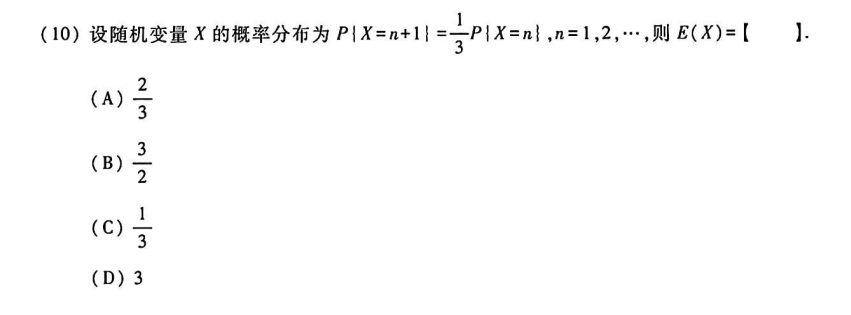 (10) 设随机变量 X 的概率分布为 P{X=n+1}=\frac{1}{3}P{X=n},n=1,2,…,则 E(X)=【　　】.
(A) \frac{2}{3}
(B) \frac{3}{2}
(C) \frac{1}{3}
(D) 3